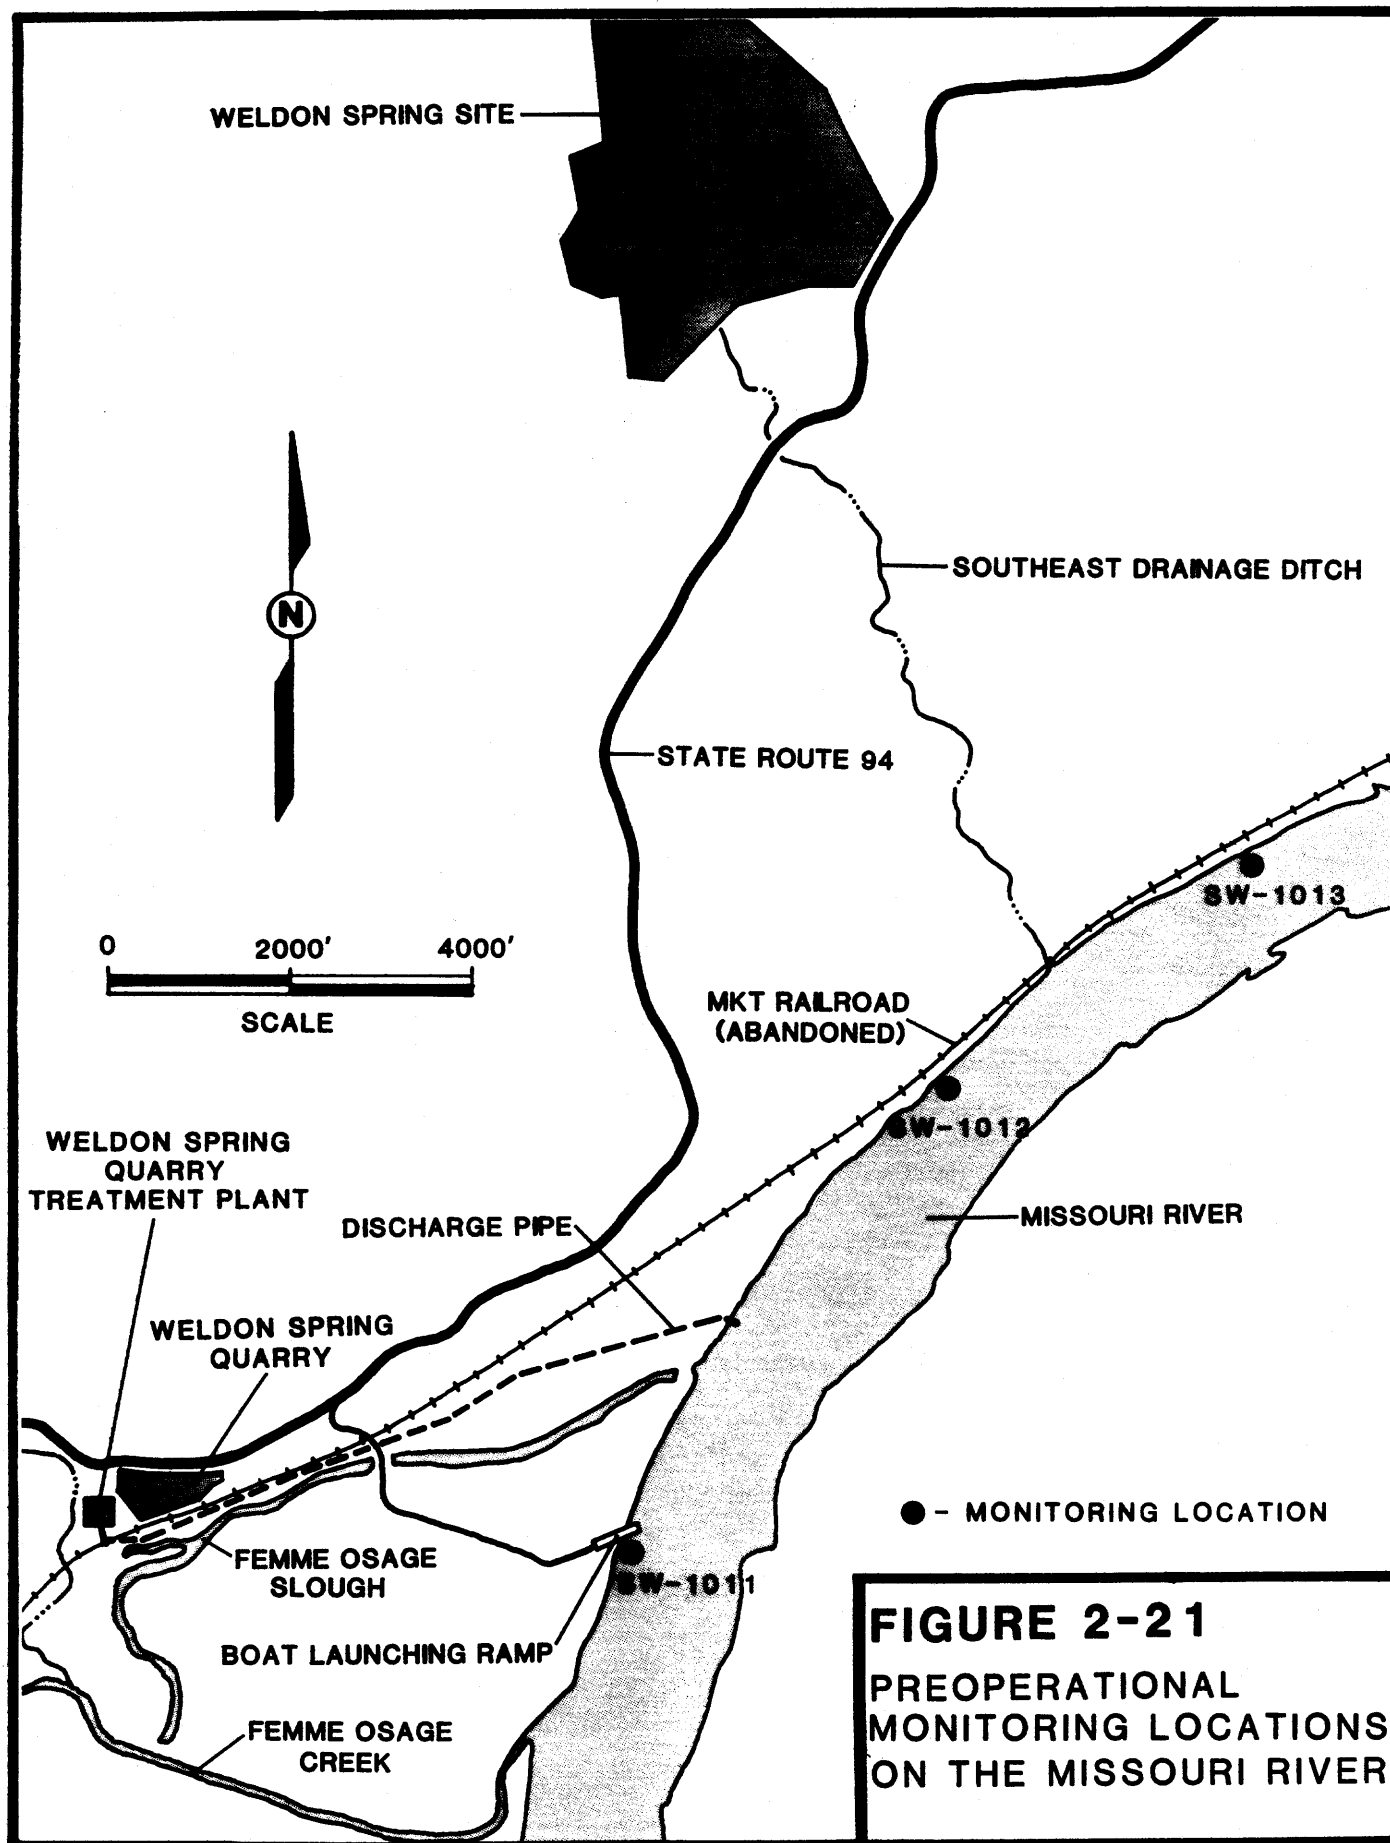 WELDON SPRING SITE
SOUTHEAST DRAINAGE DITCH
N
STATE ROUTE 94
SW-1013
0 2000' 4000'
SCALE
MKT RAILROAD
(ABANDONED)
SW-1012
WELDON SPRING
QUARRY
TREATMENT PLANT
MISSOURI RIVER
DISCHARGE PIPE
WELDON SPRING
QUARRY
- MONITORING LOCATION
FEMME OSAGE
SLOUGH
SW-1011
BOAT LAUNCHING RAMP
FEMME OSAGE
CREEK
FIGURE 2-21
PREOPERATIONAL
MONITORING LOCATIONS
ON THE MISSOURI RIVER